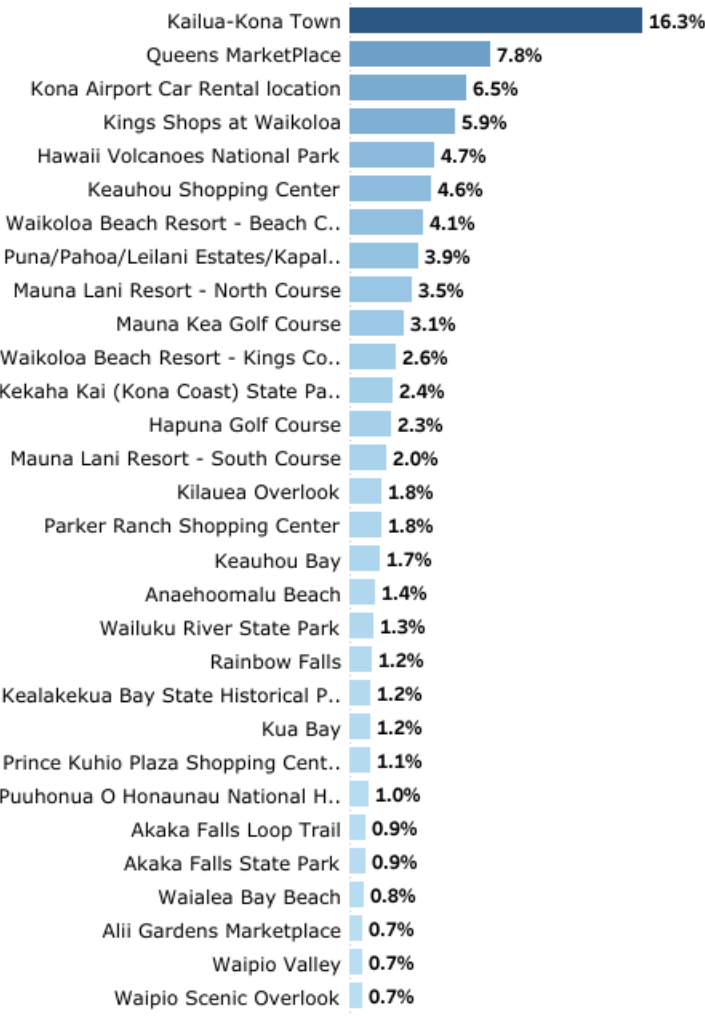 Kailua-Kona Town 16.3%
Queens MarketPlace 7.8%
Kona Airport Car Rental location 6.5%
Kings Shops at Waikoloa 5.9%
Hawaii Volcanoes National Park 4.7%
Keauhou Shopping Center 4.6%
Waikoloa Beach Resort - Beach C.. 4.1%
Puna/Pahoa/Leilani Estates/Kapal.. 3.9%
Mauna Lani Resort - North Course 3.5%
Mauna Kea Golf Course 3.1%
Waikoloa Beach Resort - Kings Co.. 2.6%
Kekaha Kai (Kona Coast) State Pa.. 2.4%
Hapuna Golf Course 2.3%
Mauna Lani Resort - South Course 2.0%
Kilauea Overlook 1.8%
Parker Ranch Shopping Center 1.8%
Keauhou Bay 1.7%
Anaehoomalu Beach 1.4%
Wailuku River State Park 1.3%
Rainbow Falls 1.2%
Kealakekua Bay State Historical P.. 1.2%
Kua Bay 1.2%
Prince Kuhio Plaza Shopping Cent.. 1.1%
Puuhonua O Honaunau National H.. 1.0%
Akaka Falls Loop Trail 0.9%
Akaka Falls State Park 0.9%
Waialea Bay Beach 0.8%
Alii Gardens Marketplace 0.7%
Waipio Valley 0.7%
Waipio Scenic Overlook 0.7%